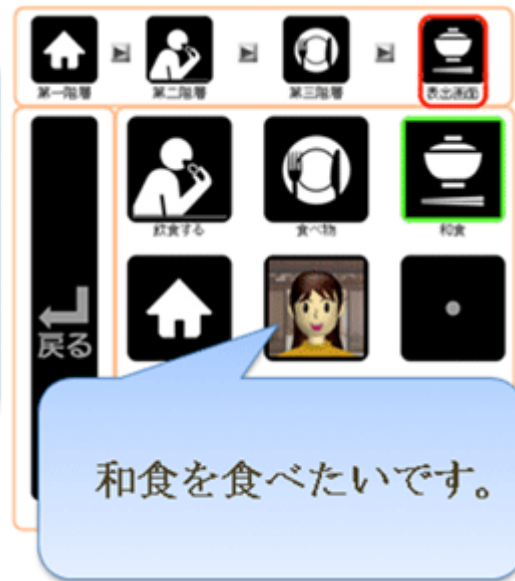 第一階層
第二階層
第三階層
表出画面
飲食する
食べ物
和食
戻る
和食を食べたいです。